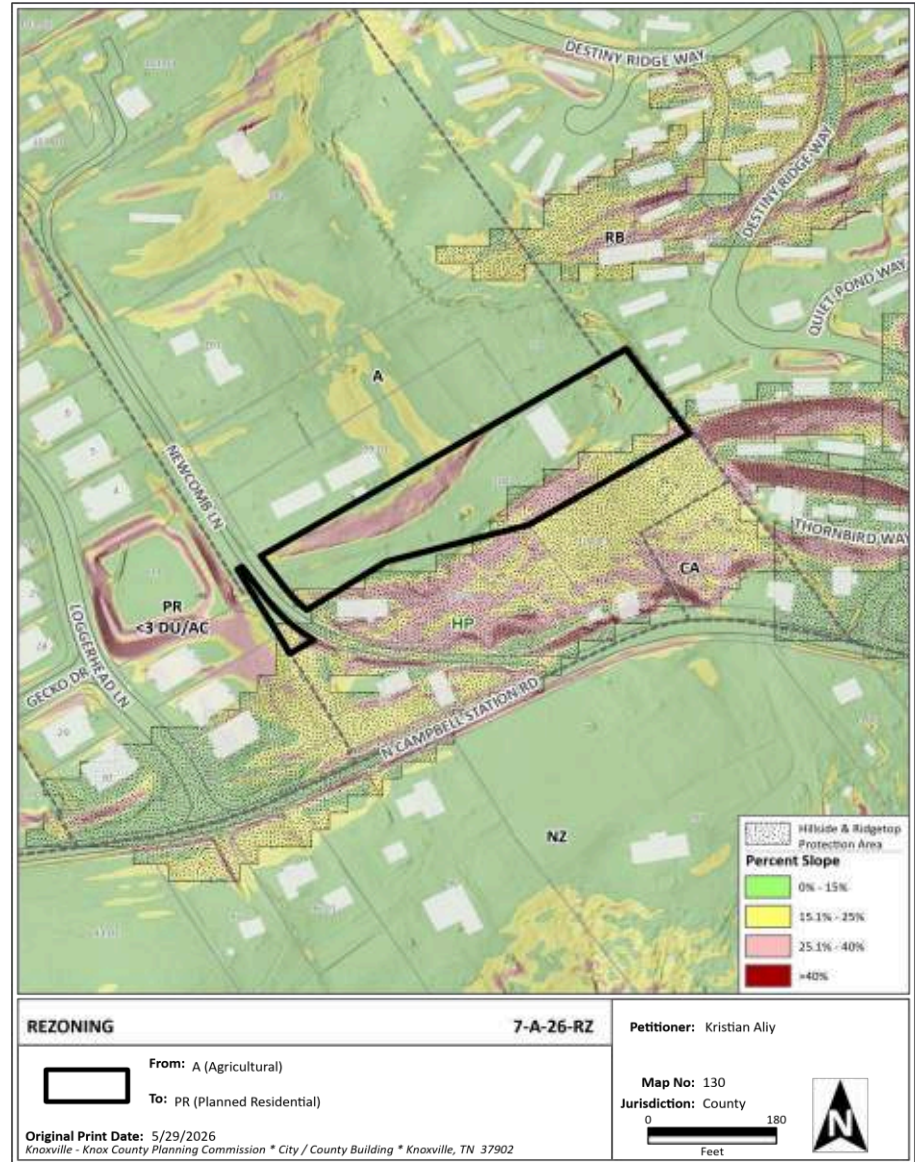 DESTINY RIDGE WAY
DESTINY RIDGE WAY
RB
QUIET POND WAY
A
NEWCOMB LN
THORNBIRD WAY
CA
PR
<3 DU/AC
HP
LOGGERHEAD LN
GECKO DR
N CAMPBELL STATION RD
NZ
Hillside & Ridgetop
Protection Area
Percent Slope
0% - 15%
15.1% - 25%
25.1% - 40%
>40%
REZONING
7-A-26-RZ
From: A (Agricultural)
To: PR (Planned Residential)
Original Print Date: 5/29/2026
Knoxville - Knox County Planning Commission * City / County Building * Knoxville, TN 37902
Petitioner: Kristian Aliy
Map No: 130
Jurisdiction: County
0 180
Feet
N